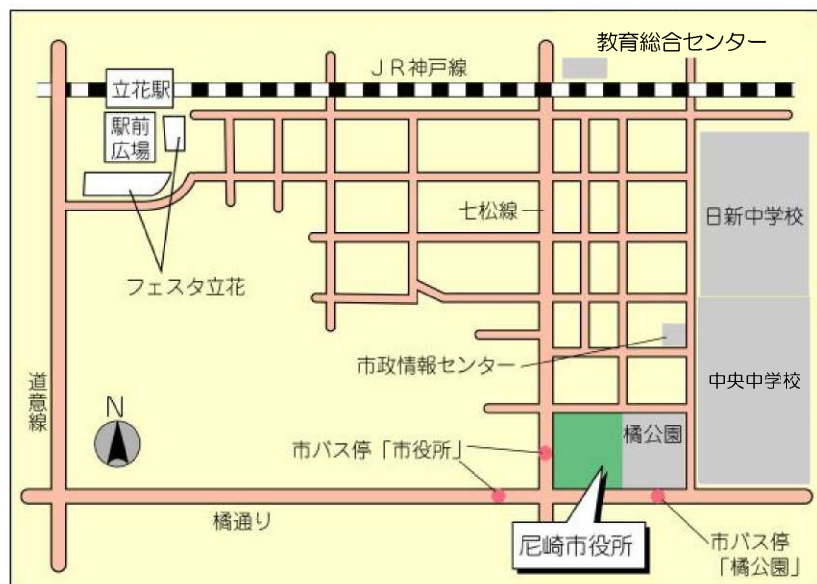 教育総合センター
JR神戸線
立花駅
駅前
広場
七松線
日新中学校
フェスタ立花
市政情報センター
中央中学校
道意線
N
橘公園
市バス停「市役所」
橘通り
尼崎市役所
市バス停
「橘公園」